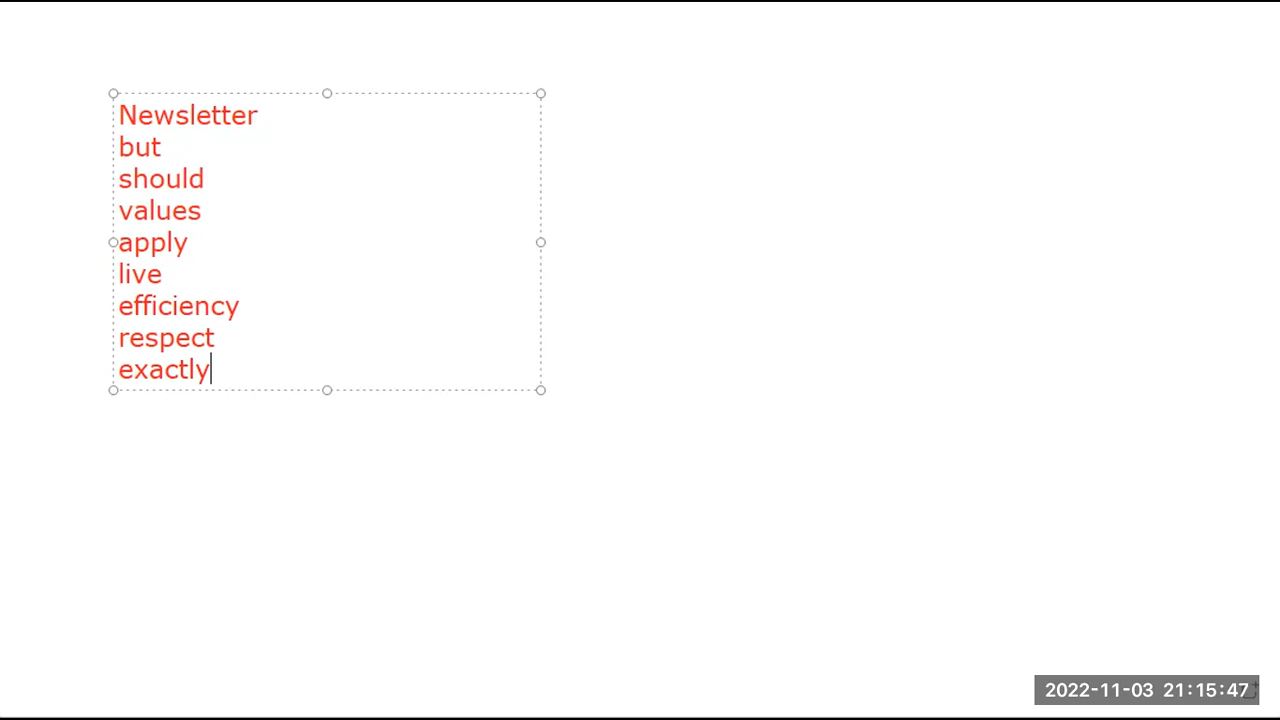 Newsletter
but
should
values
apply
live
efficiency
respect
exactly
2022-11-03 21:15:47